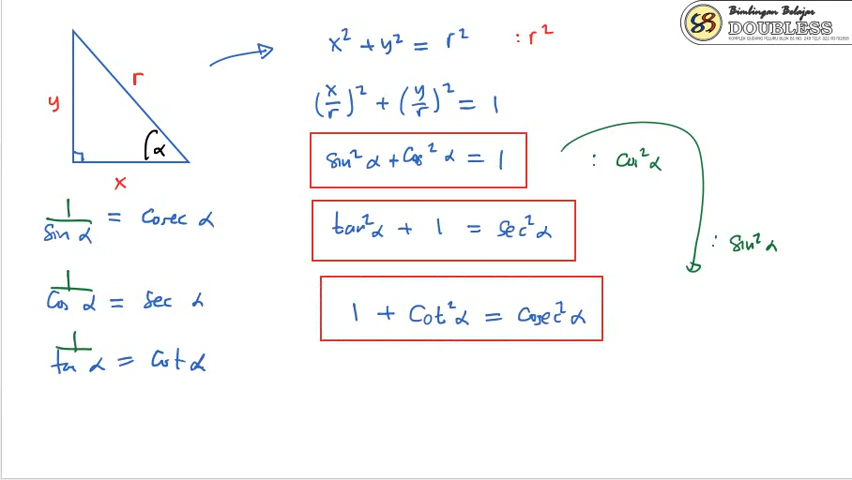 Bimbingan Belajar
DOUBLESS
y
r
α
x
x² + y² = r² : r²
(x/r)² + (y/r)² = 1
sin²α + Cos²α = 1
: Cos²α
tan²α + 1 = sec²α
: Sin²α
1 + Cot²α = Cosec²α
1/Sin α = Cosec α
1/Cos α = Sec α
1/tan α = Cot α